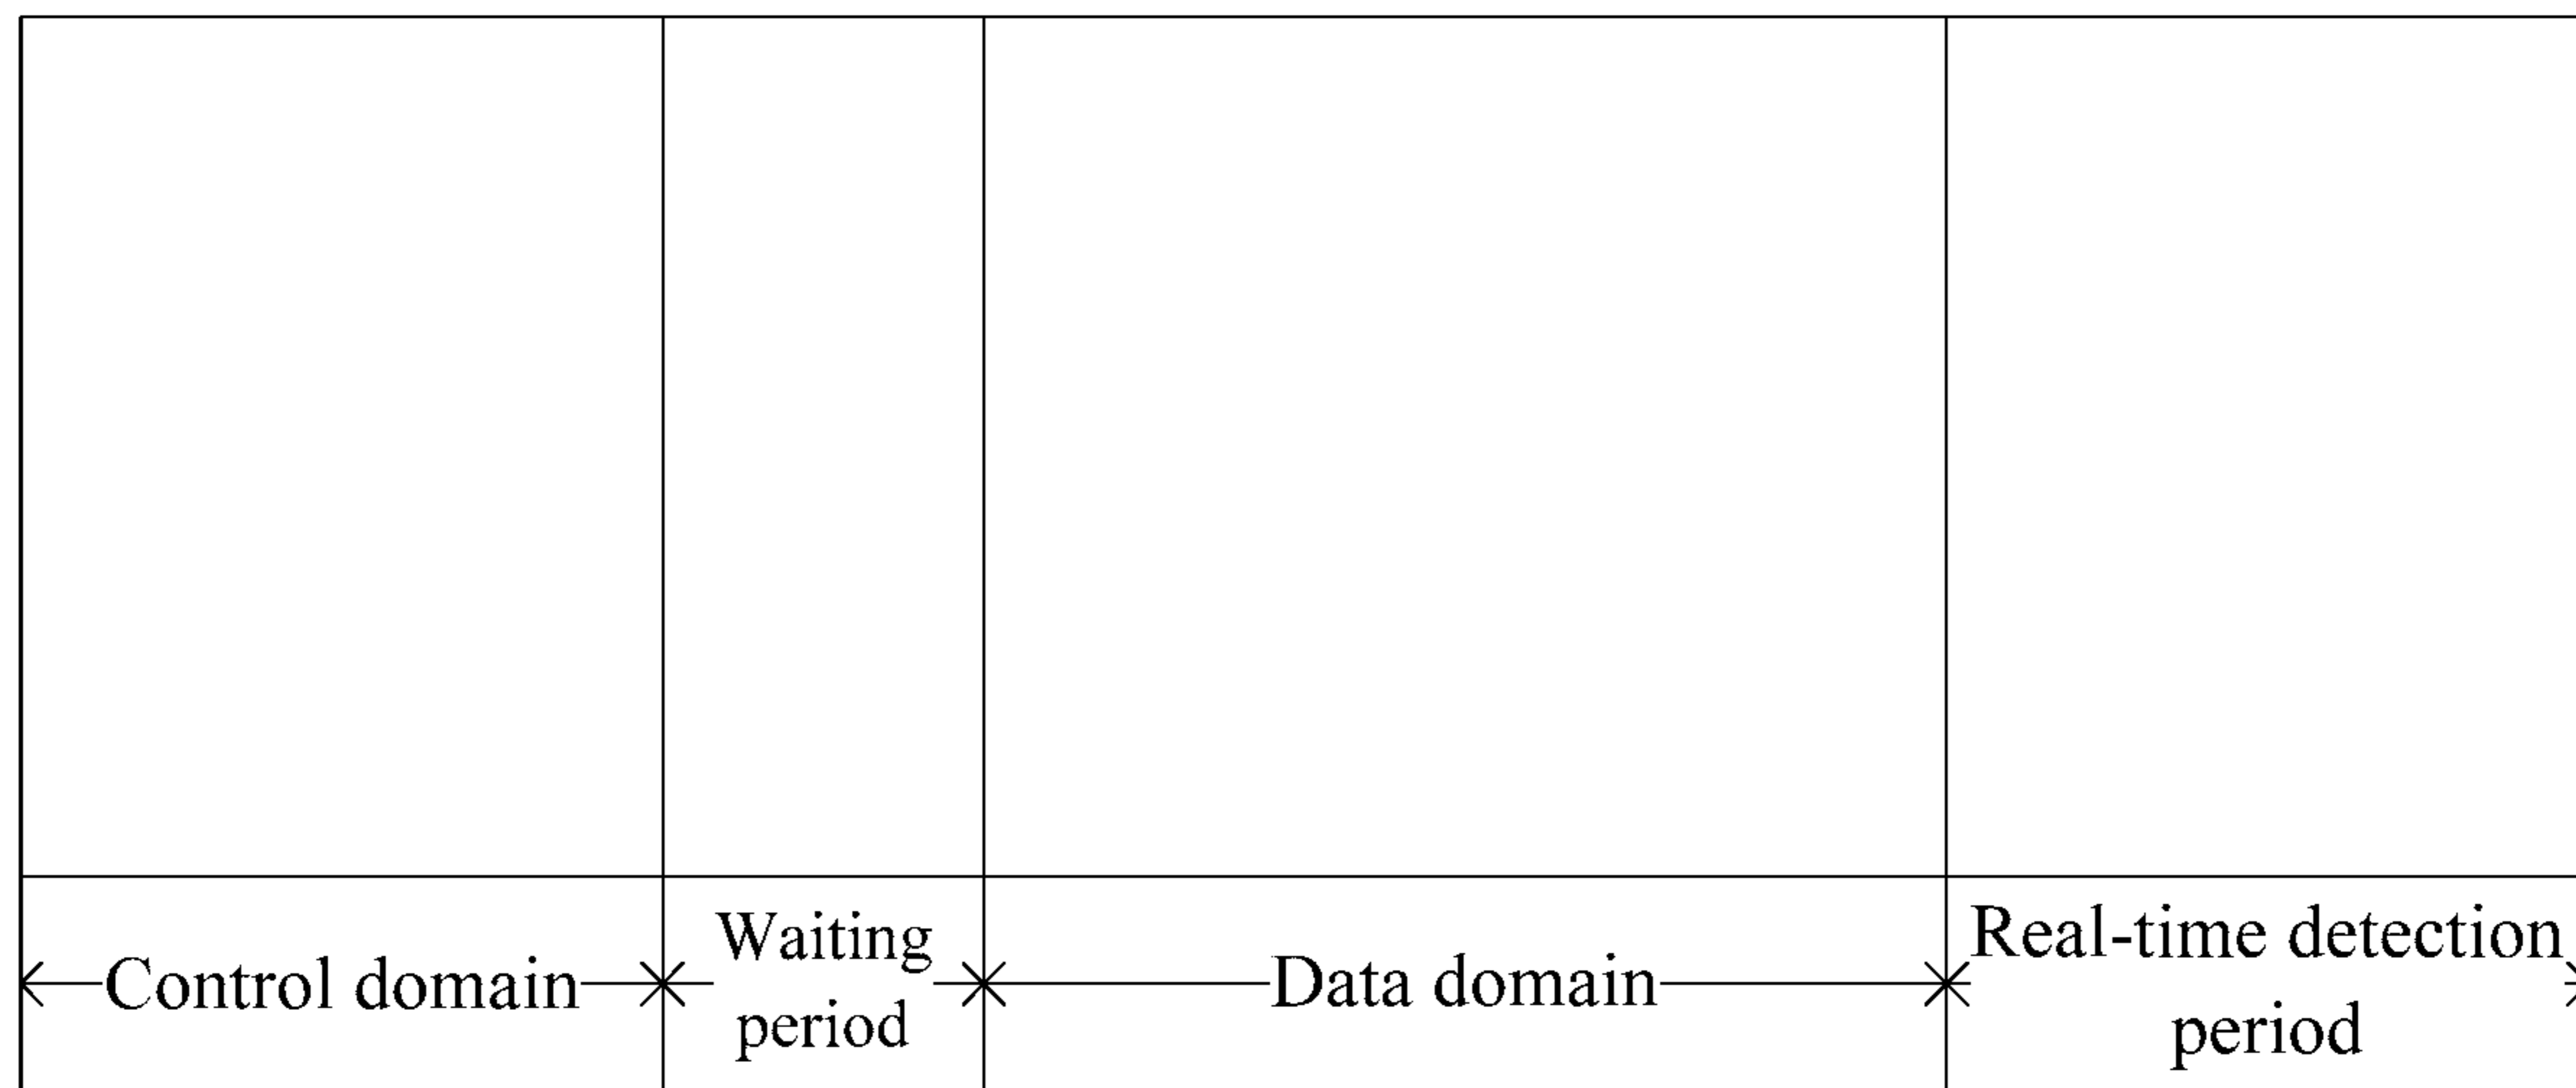 Control domain
Waiting
period
Data domain
Real-time detection
period